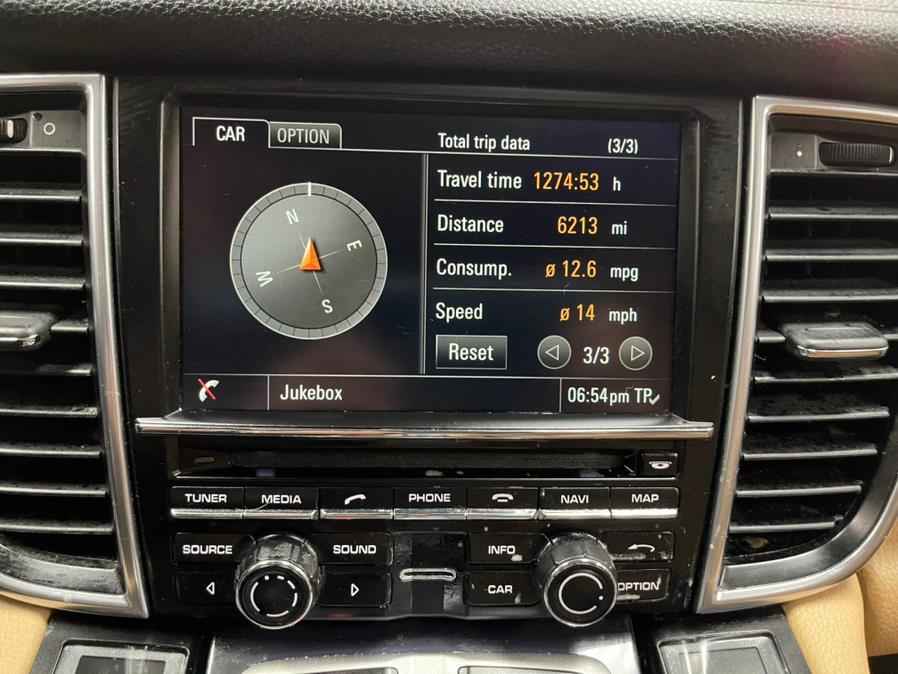 CAR OPTION Total trip data (3/3)
Travel time 1274:53 h
Distance 6213 mi
Consump. ø 12.6 mpg
Speed ø 14 mph
Reset 3/3
N
E
S
W
Jukebox 06:54pm TP
TUNER MEDIA PHONE NAVI MAP
SOURCE SOUND INFO
CAR OPTION